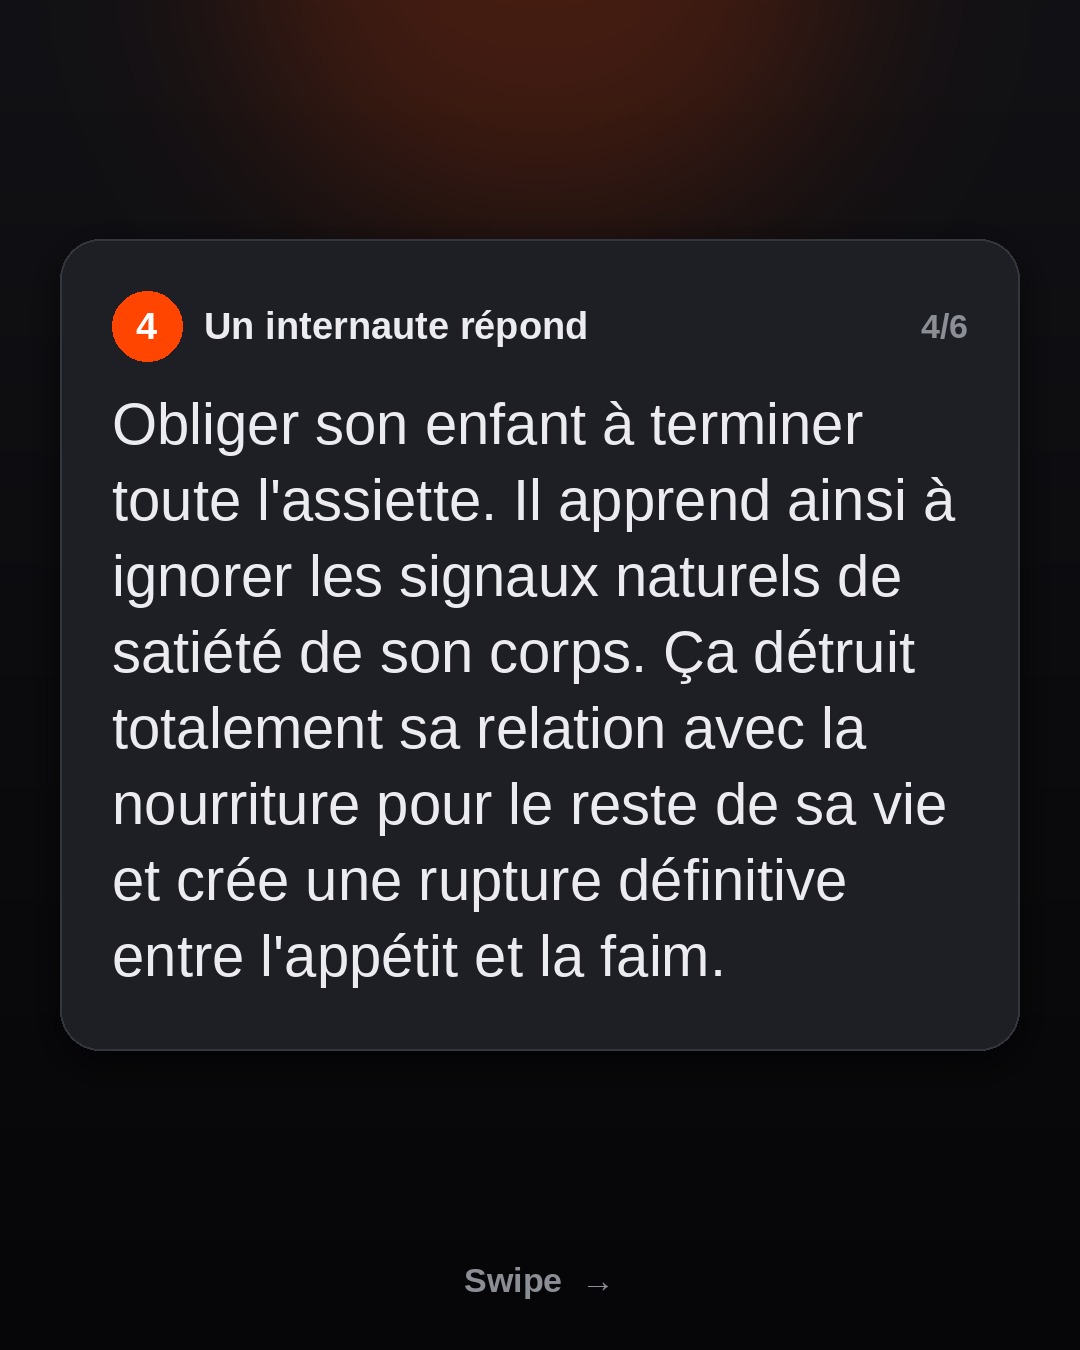 4 Un internaute répond 4/6
Obliger son enfant à terminer
toute l'assiette. Il apprend ainsi à
ignorer les signaux naturels de
satiété de son corps. Ça détruit
totalement sa relation avec la
nourriture pour le reste de sa vie
et crée une rupture définitive
entre l'appétit et la faim.
Swipe →